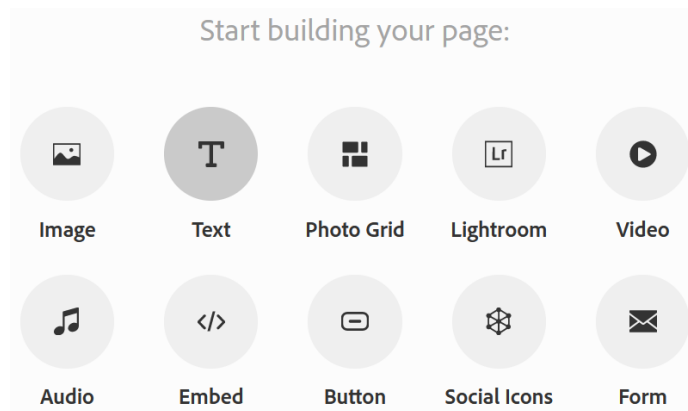 Start building your page:
T Lr
Image Text Photo Grid Lightroom Video
</>
Audio Embed Button Social Icons Form